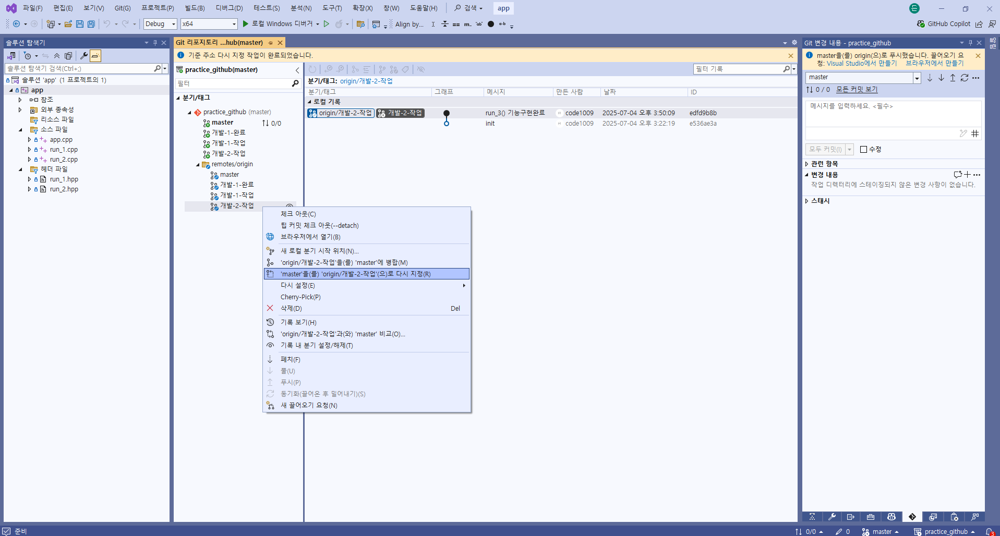 파일(F) 편집(E) 보기(V) Git(G) 프로젝트(P) 빌드(B) 디버그(D) 테스트(S) 분석(N) 도구(T) 확장(X) 창(W) 도움말(H) 검색 app
Debug x64 로컬 Windows 디버거 Align by... GitHub Copilot
솔루션 탐색기
솔루션 탐색기 검색(Ctrl+;)
솔루션 'app' (1 프로젝트의 1)
app
참조
외부 종속성
리소스 파일
소스 파일
app.cpp
run_1.cpp
run_2.cpp
헤더 파일
run_1.hpp
run_2.hpp
Git 리포지토리 ...hub(master)
기준 주소 다시 지정 작업이 완료되었습니다.
practice_github(master)
필터
분기/태그
practice_github (master)
master 0/0
개발-1-완료
개발-1-작업
개발-2-작업
remotes/origin
master
개발-1-완료
개발-1-작업
개발-2-작업
필터 기록
분기/태그: origin/개발-2-작업
분기/태그 그래프 메시지 만든 사람 날짜 ID
로컬 기록
origin/개발-2-작업 개발-2-작업 run_3() 기능구현완료 code1009 2025-07-04 오후 3:50:09 edfd9b8b
init code1009 2025-07-04 오후 3:22:19 e536ae3a
체크 아웃(C)
팁 커밋 체크 아웃(--detach)
브라우저에서 열기(B)
새 로컬 분기 시작 위치(N)...
'origin/개발-2-작업'을(를) 'master'에 병합(M)
'master'을(를) 'origin/개발-2-작업'(으)로 다시 지정(R)
다시 설정(E)
Cherry-Pick(P)
삭제(D) Del
기록 보기(H)
'origin/개발-2-작업'과(와) 'master' 비교(O)...
기록 내 분기 설정/해제(T)
페치(F)
풀(U)
푸시(P)
동기화(끌어온 후 밀어내기)(S)
새 끌어오기 요청(N)
Git 변경 내용 - practice_github
master을(를) origin(으)로 푸시했습니다. 끌어오기 요
청: Visual Studio에서 만들기 브라우저에서 만들기
master
0 / 0 모든 커밋 보기
메시지를 입력하세요. <필수>
모두 커밋(I) 수정
관련 항목
변경 내용
작업 디렉터리에 스테이징되지 않은 변경 사항이 없습니다.
스태시
알림
준비 0/0 0 master practice_github 3